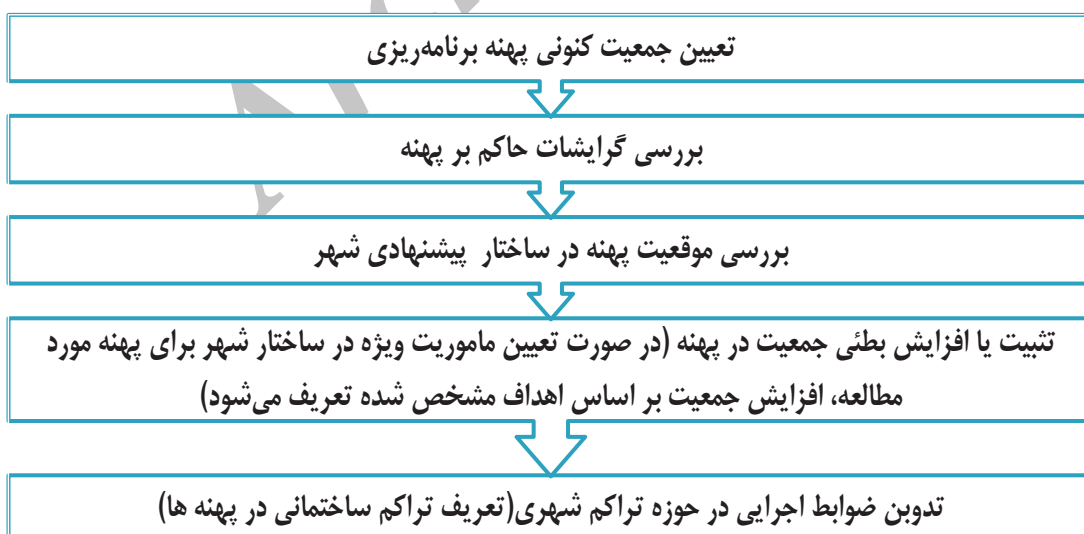 تعیین جمعیت کنونی پهنه برنامه‌ریزی
بررسی گرایشات حاکم بر پهنه
بررسی موقعیت پهنه در ساختار پیشنهادی شهر
تثبیت یا افزایش بطئی جمعیت در پهنه (در صورت تعیین ماموریت ویژه در ساختار شهر برای پهنه مورد
مطالعه، افزایش جمعیت بر اساس اهداف مشخص شده تعریف می‌شود)
تدوبن ضوابط اجرایی در حوزه تراکم شهری(تعریف تراکم ساختمانی در پهنه ها)